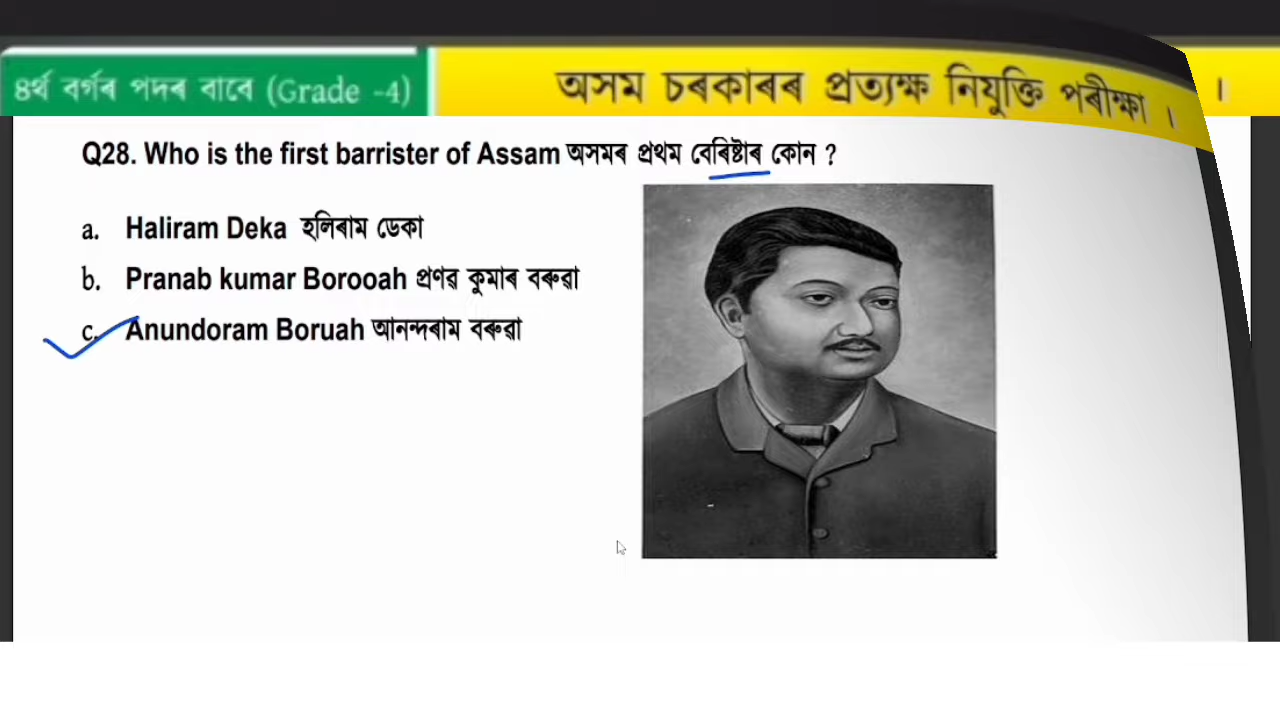 ৪ৰ্থ বৰ্গৰ পদৰ বাবে (Grade -4)
অসম চৰকাৰৰ প্ৰত্যক্ষ নিযুক্তি পৰীক্ষা ।
।
Q28. Who is the first barrister of Assam অসমৰ প্ৰথম বেৰিষ্টাৰ কোন ?
a. Haliram Deka হলিৰাম ডেকা
b. Pranab kumar Borooah প্ৰণৱ কুমাৰ বৰুৱা
c. Anundoram Boruah আনন্দৰাম বৰুৱা